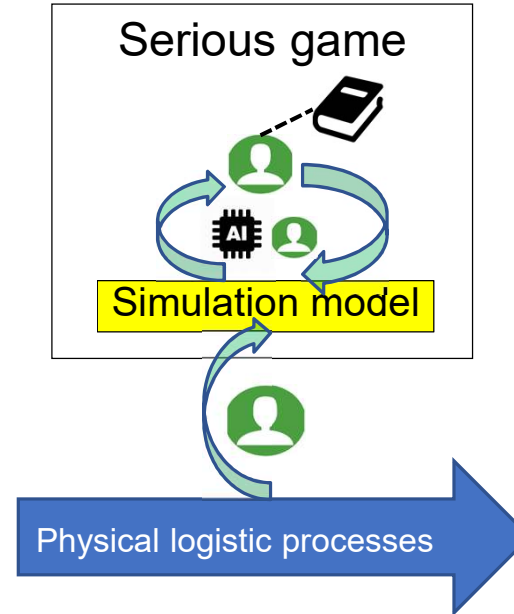 Serious game
AI
Simulation model
Physical logistic processes